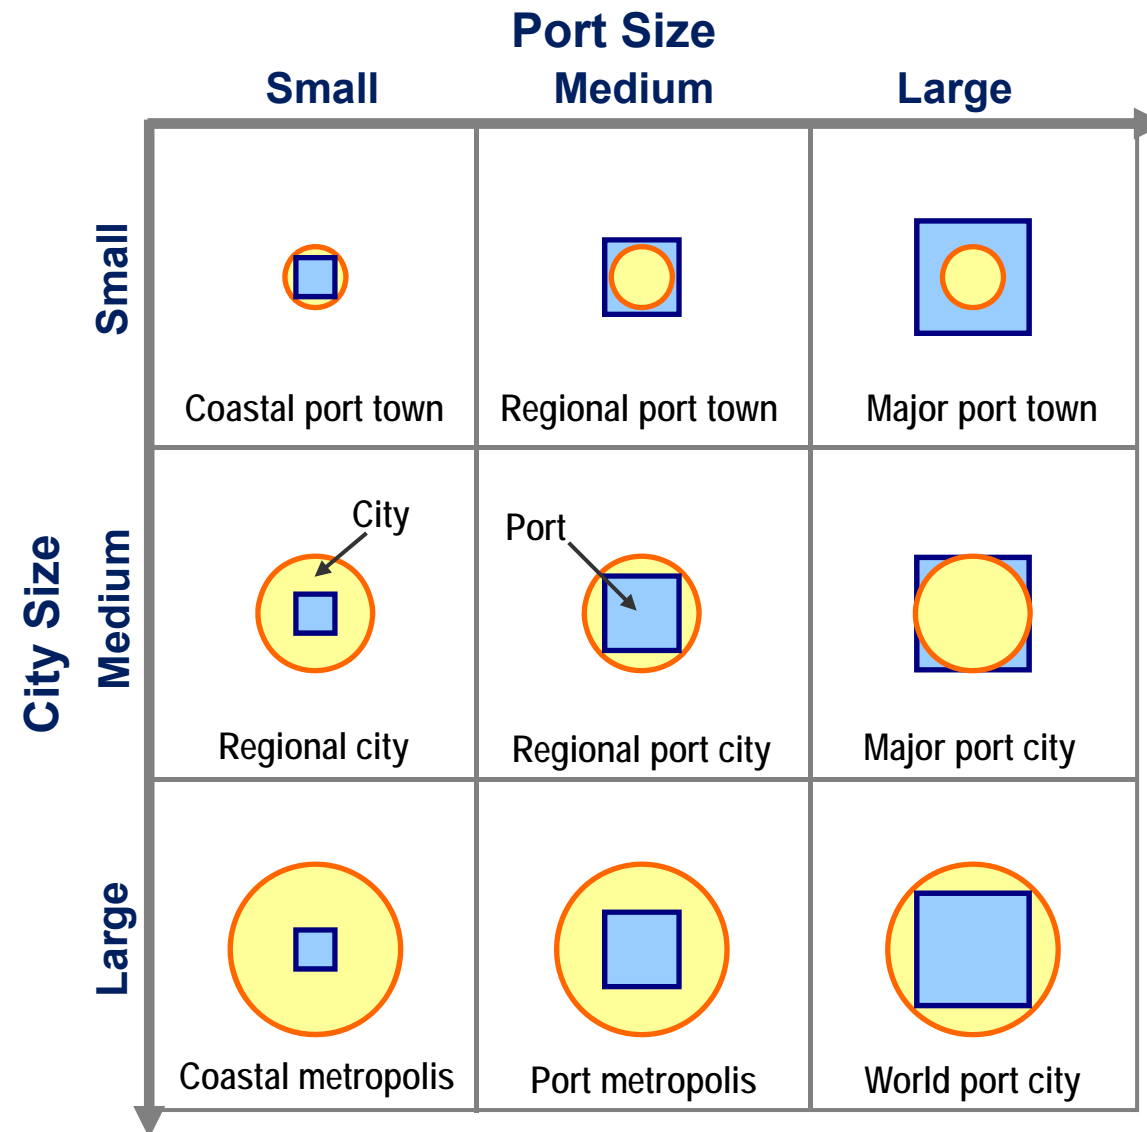 Port Size
Small Medium Large
Small
Coastal port town Regional port town Major port town
City Size
Medium
City
Port
Regional city Regional port city Major port city
Large
Coastal metropolis Port metropolis World port city